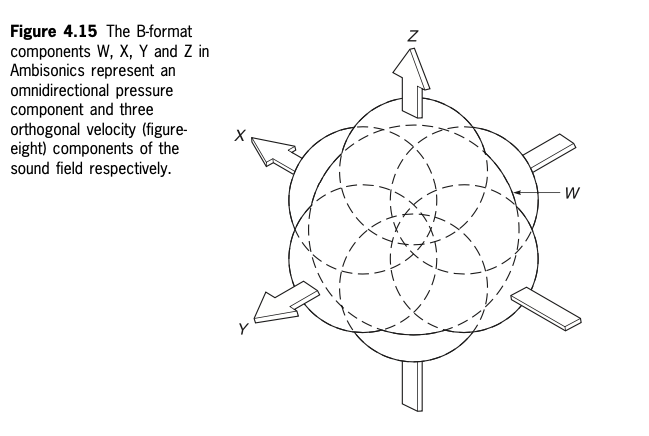 Figure 4.15 The B-format
components W, X, Y and Z in
Ambisonics represent an
omnidirectional pressure
component and three
orthogonal velocity (figure-
eight) components of the
sound field respectively.
Z
X
W
Y